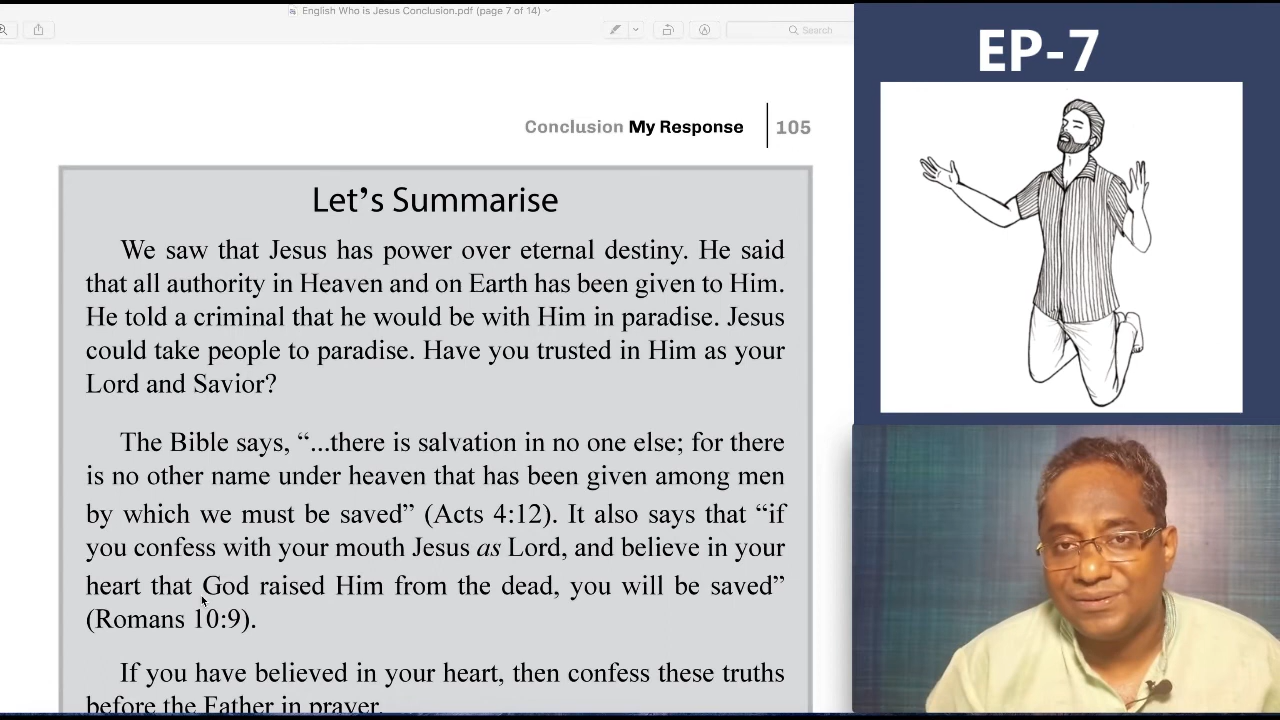 English Who is Jesus Conclusion.pdf (page 7 of 14)
Search
EP-7
Conclusion My Response 105
Let's Summarise
We saw that Jesus has power over eternal destiny. He said
that all authority in Heaven and on Earth has been given to Him.
He told a criminal that he would be with Him in paradise. Jesus
could take people to paradise. Have you trusted in Him as your
Lord and Savior?
The Bible says, “...there is salvation in no one else; for there
is no other name under heaven that has been given among men
by which we must be saved” (Acts 4:12). It also says that “if
you confess with your mouth Jesus as Lord, and believe in your
heart that God raised Him from the dead, you will be saved”
(Romans 10:9).
If you have believed in your heart, then confess these truths
before the Father in prayer.